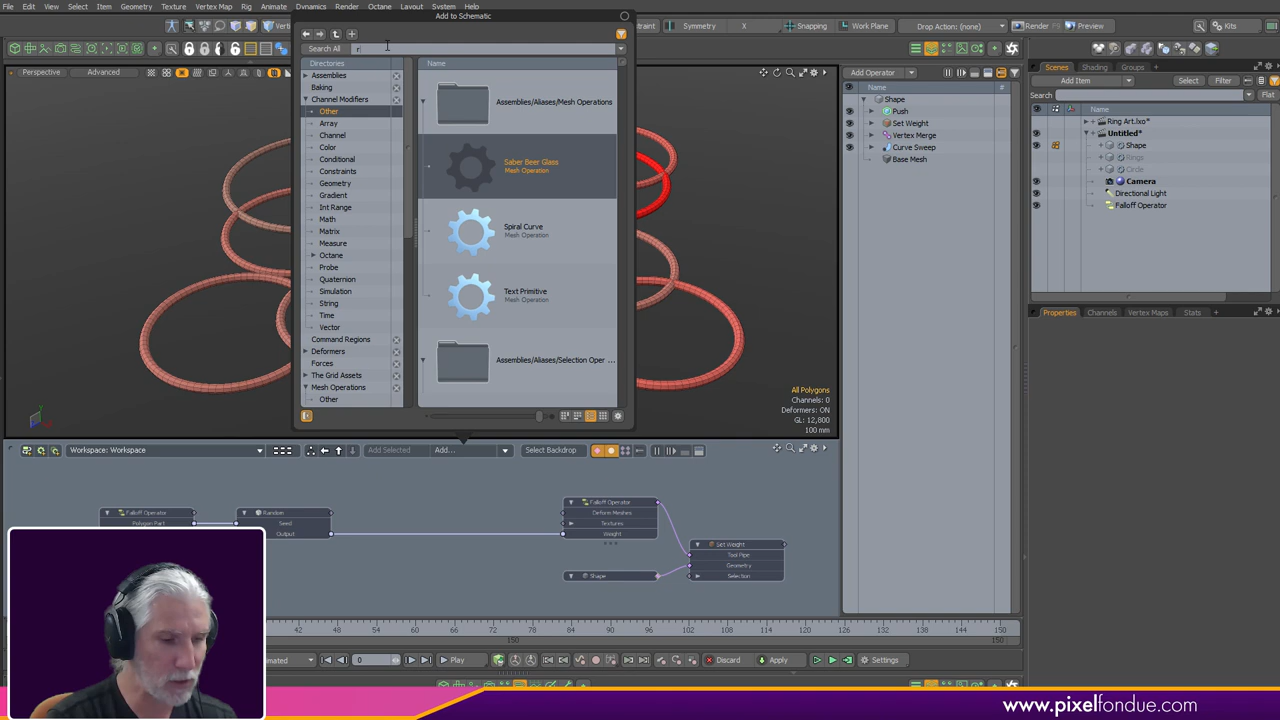 File Edit View Select Item Geometry Texture Vertex Map Rig Animate Dynamics Render Octane Layout System Help
Add to Schematic
Symmetry X Snapping Work Plane Drop Action: (none) Render Preview Kits
Search All r
Perspective Advanced
Directories
Assemblies
Baking
Channel Modifiers
Other
Array
Channel
Color
Conditional
Constraints
Geometry
Gradient
Int Range
Math
Matrix
Measure
Octane
Probe
Quaternion
Simulation
String
Time
Vector
Command Regions
Deformers
Forces
The Grid Assets
Mesh Operations
Other
Name
Assemblies/Aliases/Mesh Operations
Saber Beer Glass
Mesh Operation
Spiral Curve
Mesh Operation
Text Primitive
Mesh Operation
Assemblies/Aliases/Selection Oper ...
All Polygons
Channels: 0
Deformers: ON
GL: 12,800
100 mm
Add Operator
Name #
Shape
Push
Set Weight
Vertex Merge
Curve Sweep
Base Mesh
Scenes Shading Groups
Add Item Select Filter
Search Flat
Name
Ring Art.lxo*
Untitled*
Shape
Rings
Circle
Camera
Directional Light
Falloff Operator
Properties Channels Vertex Maps Stats
Workspace: Workspace Add Selected Add... Select Backdrop
Falloff Operator
Polygon Part
Random
Seed
Output
Falloff Operator
Deform Meshes
Textures
Weight
Shape
Set Weight
Tool Pipe
Geometry
Selection
42 48 54 60 66 72 78 84 90 96 102 108 114 120 126 132 138 144 150
150 150
0 Play Discard Apply Settings
www.pixelfondue.com